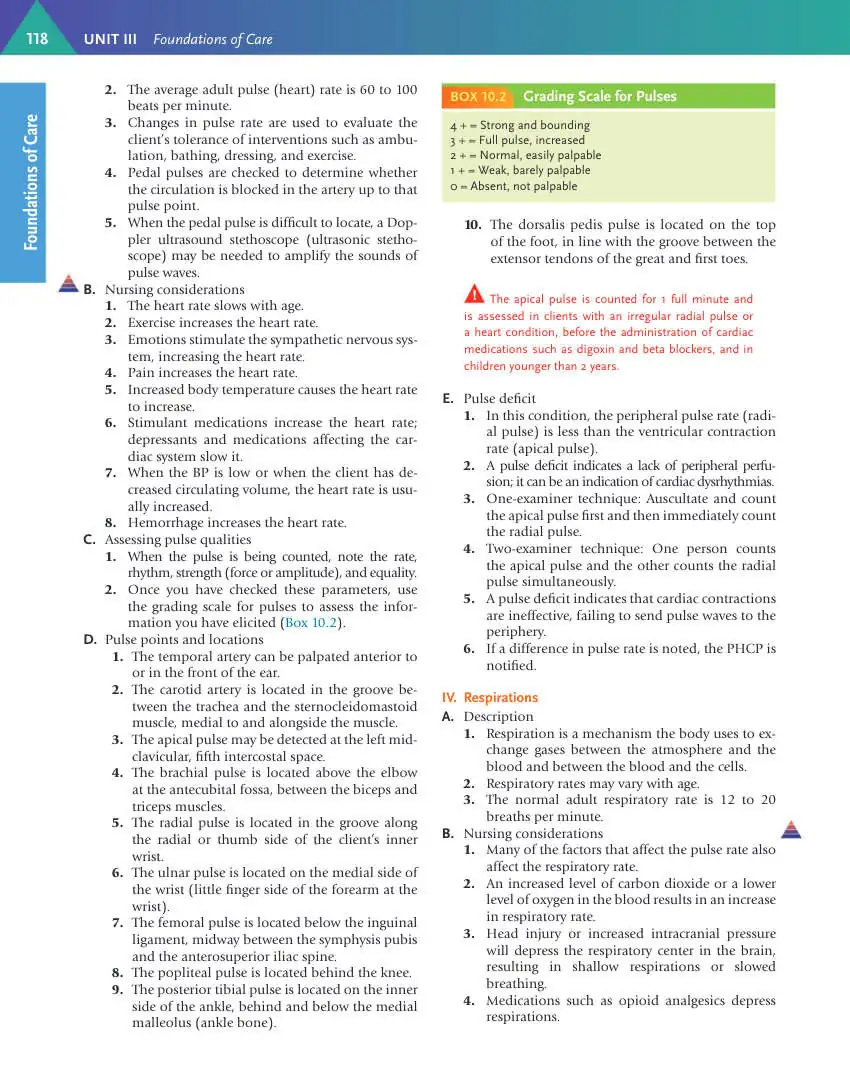 118 UNIT III Foundations of Care
Foundations of Care
2. The average adult pulse (heart) rate is 60 to 100
beats per minute.
3. Changes in pulse rate are used to evaluate the
client's tolerance of interventions such as ambu-
lation, bathing, dressing, and exercise.
4. Pedal pulses are checked to determine whether
the circulation is blocked in the artery up to that
pulse point.
5. When the pedal pulse is difficult to locate, a Dop-
pler ultrasound stethoscope (ultrasonic stetho-
scope) may be needed to amplify the sounds of
pulse waves.
B. Nursing considerations
1. The heart rate slows with age.
2. Exercise increases the heart rate.
3. Emotions stimulate the sympathetic nervous sys-
tem, increasing the heart rate.
4. Pain increases the heart rate.
5. Increased body temperature causes the heart rate
to increase.
6. Stimulant medications increase the heart rate;
depressants and medications affecting the car-
diac system slow it.
7. When the BP is low or when the client has de-
creased circulating volume, the heart rate is usu-
ally increased.
8. Hemorrhage increases the heart rate.
C. Assessing pulse qualities
1. When the pulse is being counted, note the rate,
rhythm, strength (force or amplitude), and equality.
2. Once you have checked these parameters, use
the grading scale for pulses to assess the infor-
mation you have elicited (Box 10.2).
D. Pulse points and locations
1. The temporal artery can be palpated anterior to
or in the front of the ear.
2. The carotid artery is located in the groove be-
tween the trachea and the sternocleidomastoid
muscle, medial to and alongside the muscle.
3. The apical pulse may be detected at the left mid-
clavicular, fifth intercostal space.
4. The brachial pulse is located above the elbow
at the antecubital fossa, between the biceps and
triceps muscles.
5. The radial pulse is located in the groove along
the radial or thumb side of the client's inner
wrist.
6. The ulnar pulse is located on the medial side of
the wrist (little finger side of the forearm at the
wrist).
7. The femoral pulse is located below the inguinal
ligament, midway between the symphysis pubis
and the anterosuperior iliac spine.
8. The popliteal pulse is located behind the knee.
9. The posterior tibial pulse is located on the inner
side of the ankle, behind and below the medial
malleolus (ankle bone).
BOX 10.2 Grading Scale for Pulses
4 + = Strong and bounding
3 + = Full pulse, increased
2 + = Normal, easily palpable
1 + = Weak, barely palpable
0 = Absent, not palpable
10. The dorsalis pedis pulse is located on the top
of the foot, in line with the groove between the
extensor tendons of the great and first toes.
! The apical pulse is counted for 1 full minute and
is assessed in clients with an irregular radial pulse or
a heart condition, before the administration of cardiac
medications such as digoxin and beta blockers, and in
children younger than 2 years.
E. Pulse deficit
1. In this condition, the peripheral pulse rate (radi-
al pulse) is less than the ventricular contraction
rate (apical pulse).
2. A pulse deficit indicates a lack of peripheral perfu-
sion; it can be an indication of cardiac dysrhythmias.
3. One-examiner technique: Auscultate and count
the apical pulse first and then immediately count
the radial pulse.
4. Two-examiner technique: One person counts
the apical pulse and the other counts the radial
pulse simultaneously.
5. A pulse deficit indicates that cardiac contractions
are ineffective, failing to send pulse waves to the
periphery.
6. If a difference in pulse rate is noted, the PHCP is
notified.
IV. Respirations
A. Description
1. Respiration is a mechanism the body uses to ex-
change gases between the atmosphere and the
blood and between the blood and the cells.
2. Respiratory rates may vary with age.
3. The normal adult respiratory rate is 12 to 20
breaths per minute.
B. Nursing considerations
1. Many of the factors that affect the pulse rate also
affect the respiratory rate.
2. An increased level of carbon dioxide or a lower
level of oxygen in the blood results in an increase
in respiratory rate.
3. Head injury or increased intracranial pressure
will depress the respiratory center in the brain,
resulting in shallow respirations or slowed
breathing.
4. Medications such as opioid analgesics depress
respirations.